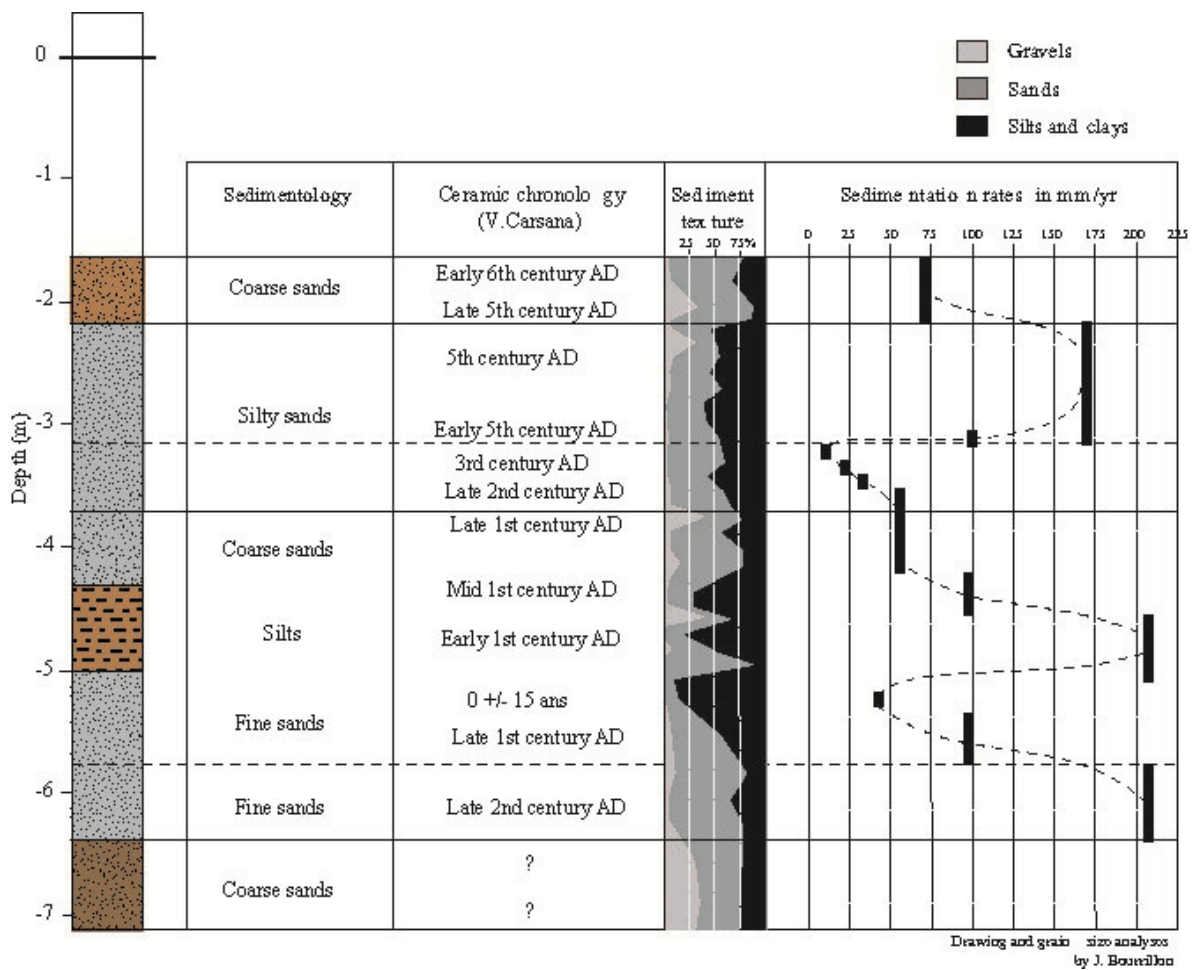 0
-1
-2
-3
-4
-5
-6
-7
Depth (m)
Gravels
Sands
Silts and clays
Sedimentology
Ceramic chronolo gy
(V.Carsana)
Sediment
tex ture
25 50 75%
Sedime ntatio n rates in mm/yr
0 25 50 75 100 125 150 175 200 225
Coarse sands
Early 6th century AD
Late 5th century AD
Silty sands
5th century AD
Early 5th century AD
3rd century AD
Late 2nd century AD
Coarse sands
Late 1st century AD
Mid 1st century AD
Silts
Early 1st century AD
Fine sands
0 +/- 15 ans
Late 1st century AD
Fine sands
Late 2nd century AD
Coarse sands
?
?
Drawing and grain size analyses
by J. Bourrillon